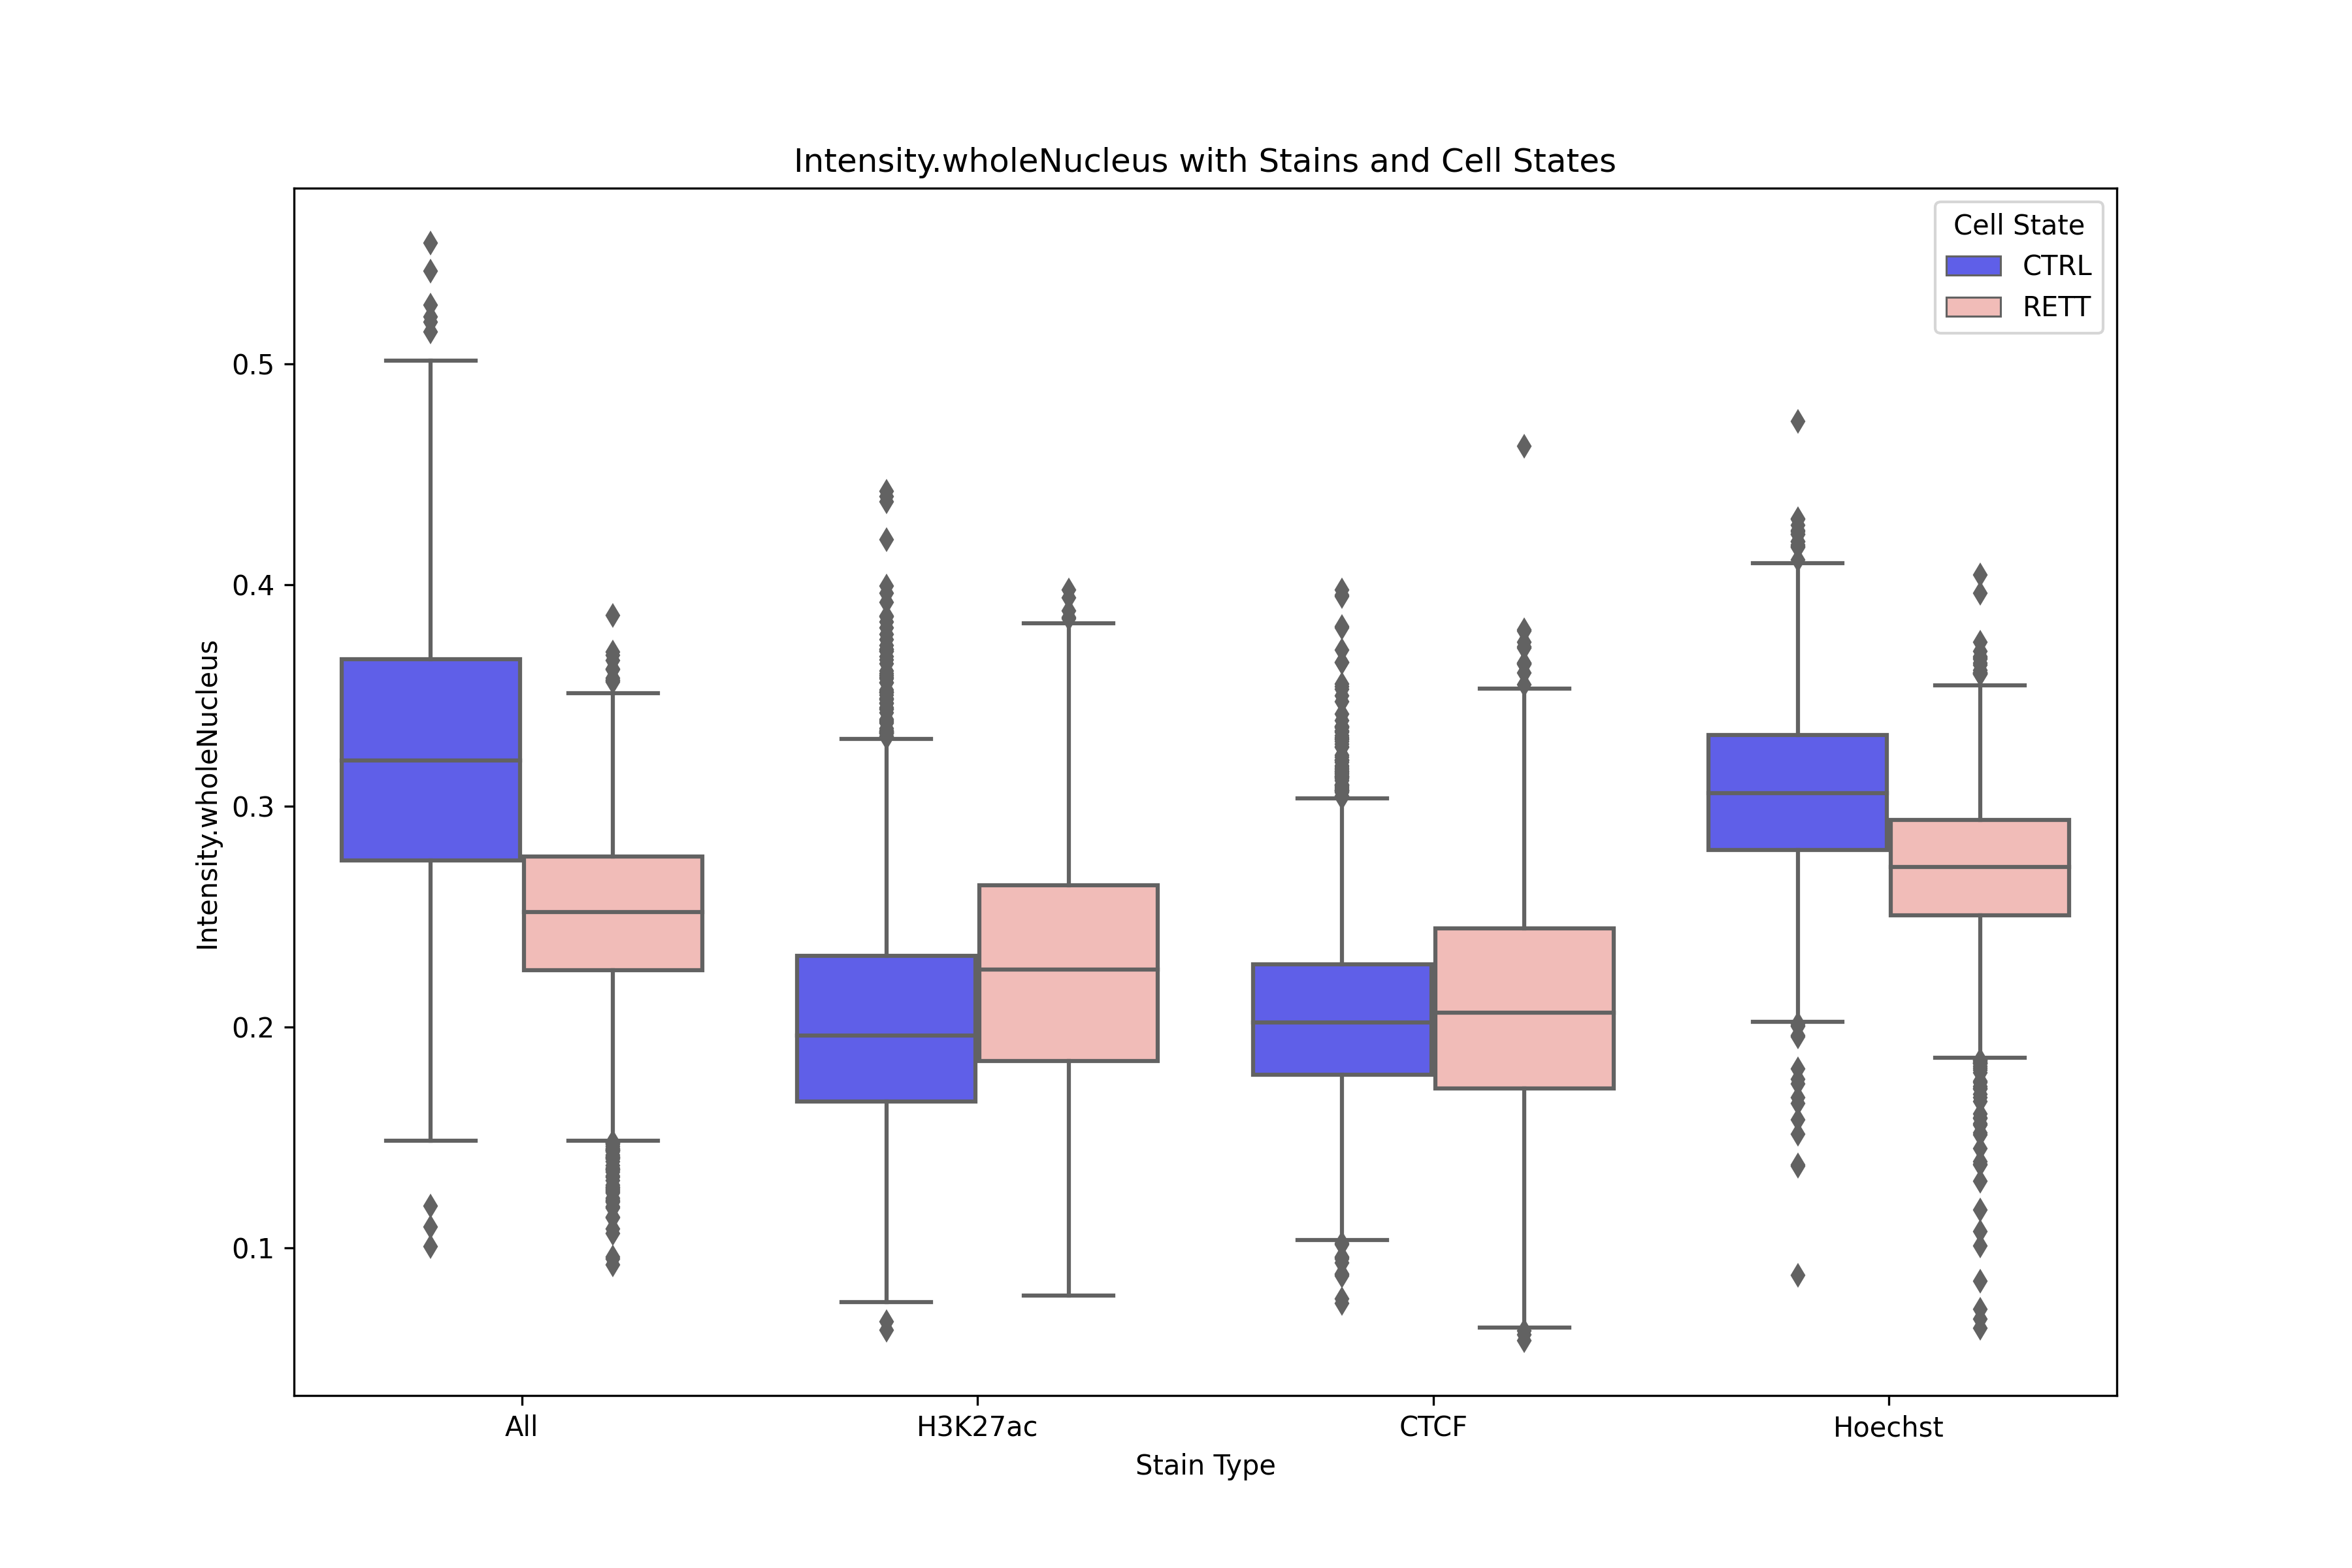 Intensity.wholeNucleus with Stains and Cell States
Cell State
CTRL
RETT
Intensity.wholeNucleus
0.5
0.4
0.3
0.2
0.1
All
H3K27ac
CTCF
Hoechst
Stain Type